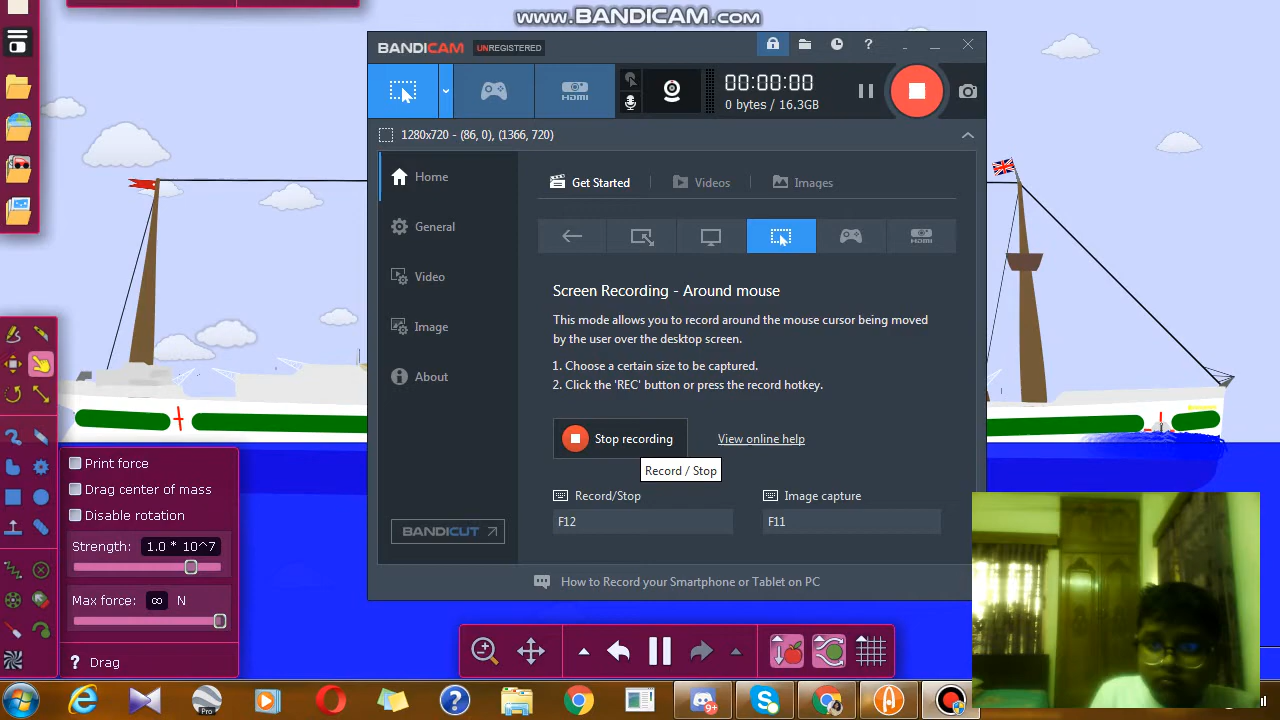 www.BANDICAM.com
BANDICAM UNREGISTERED
?
HDMI
00:00:00
0 bytes / 16.3GB
1280x720 - (86, 0), (1366, 720)
Home
General
Video
Image
About
BANDICUT
Get Started
Videos
Images
HDMI
Screen Recording - Around mouse
This mode allows you to record around the mouse cursor being moved
by the user over the desktop screen.
1. Choose a certain size to be captured.
2. Click the 'REC' button or press the record hotkey.
Stop recording
View online help
Record / Stop
Record/Stop
Image capture
F12
F11
How to Record your Smartphone or Tablet on PC
Print force
Drag center of mass
Disable rotation
Strength: 1.0 * 10^7
Max force: ∞ N
? Drag
Pro
?
9+